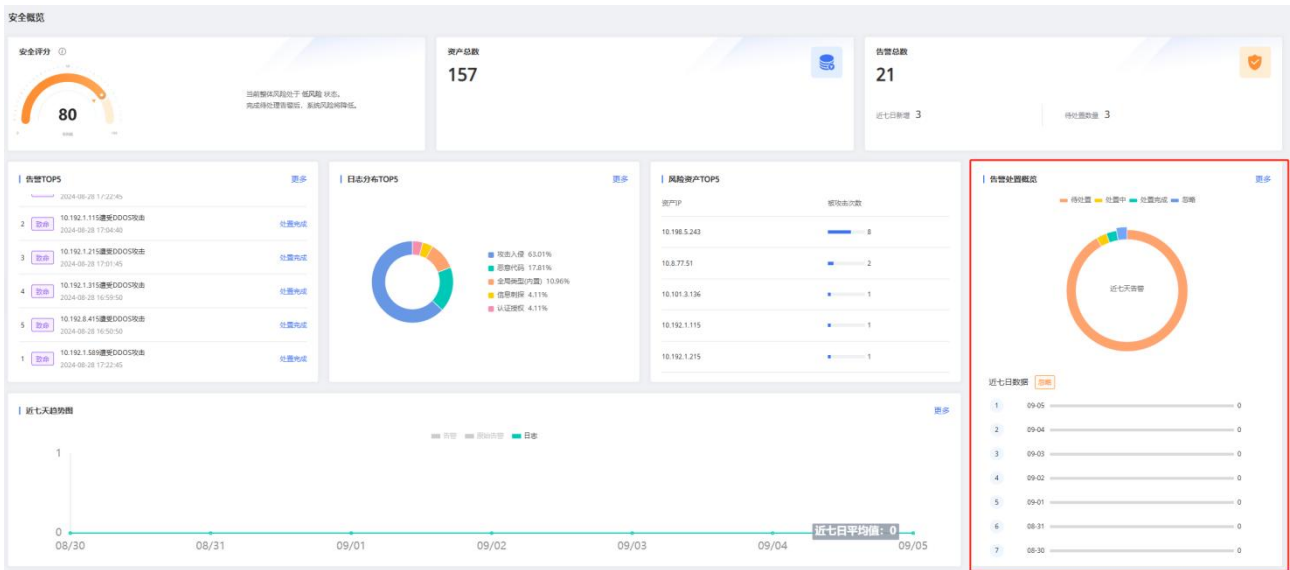 安全概览
安全评分
80
当前整体风险处于 低风险 状态。
完成待处理告警后，系统风险将降低。
资产总数
157
告警总数
21
近七日新增 3
待处置数量 3
告警TOP5 更多
2024-08-28 17:22:45
2 致命 10.192.1.115遭受DDOS攻击 处置完成
2024-08-28 17:04:40
3 致命 10.192.1.215遭受DDOS攻击 处置完成
2024-08-28 17:01:45
4 致命 10.192.1.315遭受DDOS攻击 处置完成
2024-08-28 16:59:50
5 致命 10.192.8.415遭受DDOS攻击 处置完成
2024-08-28 16:50:50
1 致命 10.192.1.589遭受DDOS攻击 处置完成
2024-08-28 17:22:45
日志分布TOP5 更多
攻击入侵 63.01%
恶意代码 17.81%
全局类型(内置) 10.96%
信息刺探 4.11%
认证授权 4.11%
风险资产TOP5
资产IP 被攻击次数
10.198.5.243 8
10.8.77.51 2
10.101.3.136 1
10.192.1.115 1
10.192.1.215 1
告警处置概览 更多
待处置 处置中 处置完成 忽略
近七天告警
近七日数据 忽略
1 09-05 0
2 09-04 0
3 09-03 0
4 09-02 0
5 09-01 0
6 08-31 0
7 08-30 0
近七天趋势图 更多
告警 原始告警 日志
1
0
近七日平均值：0
08/30 08/31 09/01 09/02 09/03 09/04 09/05